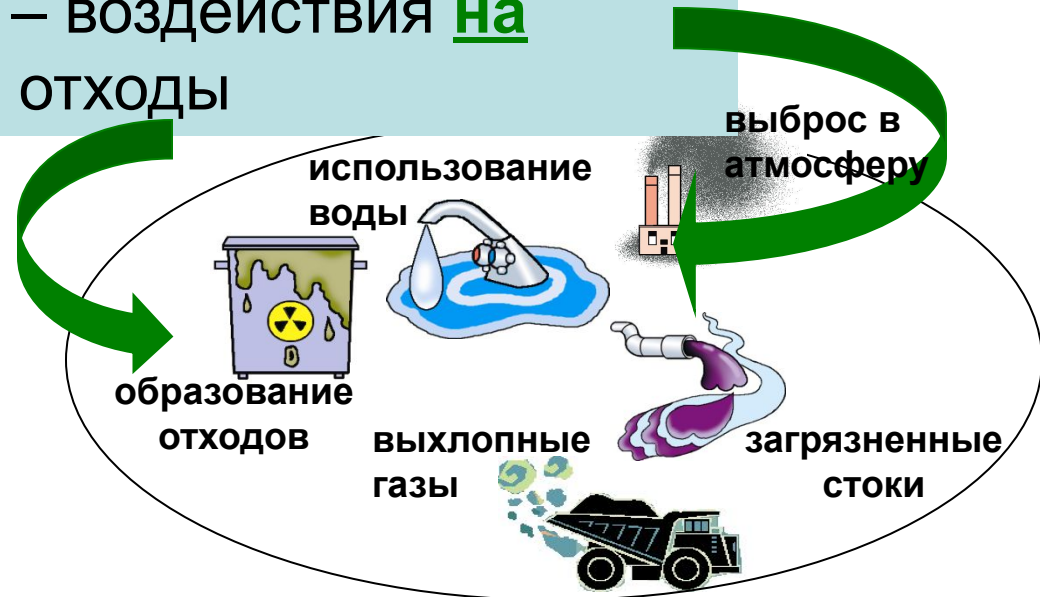 – воздействия на
отходы
выброс в
атмосферу
использование
воды
образование
отходов
выхлопные
газы
загрязненные
стоки